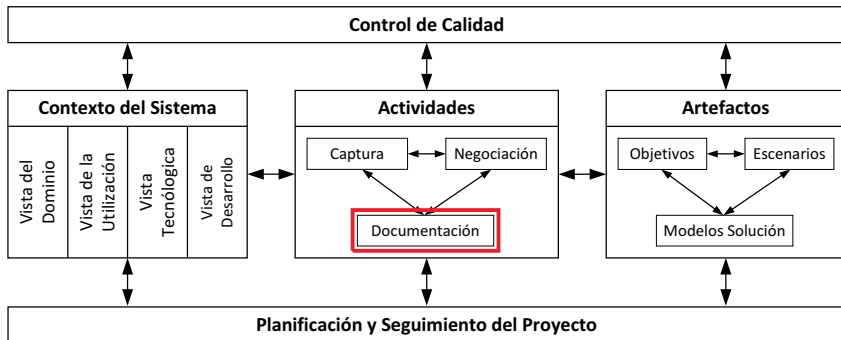 Control de Calidad
Contexto del Sistema
Vista del
Dominio
Vista de la
Utilización
Vista
Tecnológica
Vista de
Desarrollo
Actividades
Captura
Negociación
Documentación
Artefactos
Objetivos
Escenarios
Modelos Solución
Planificación y Seguimiento del Proyecto